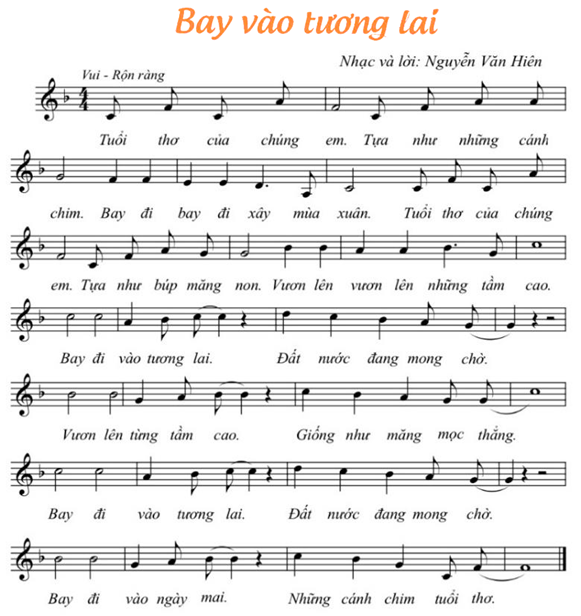 Bay vào tương lai
Nhạc và lời: Nguyễn Văn Hiên
Vui - Rộn ràng
4
4
Tuổi thơ của chúng em. Tựa như những cánh
chim. Bay đi bay đi xây mùa xuân. Tuổi thơ của chúng
em. Tựa như búp măng non. Vươn lên vươn lên những tầm cao.
Bay đi vào tương lai. Đất nước đang mong chờ.
Vươn lên từng tầm cao. Giống như măng mọc thẳng.
Bay đi vào tương lai. Đất nước đang mong chờ.
Bay đi vào ngày mai. Những cánh chim tuổi thơ.